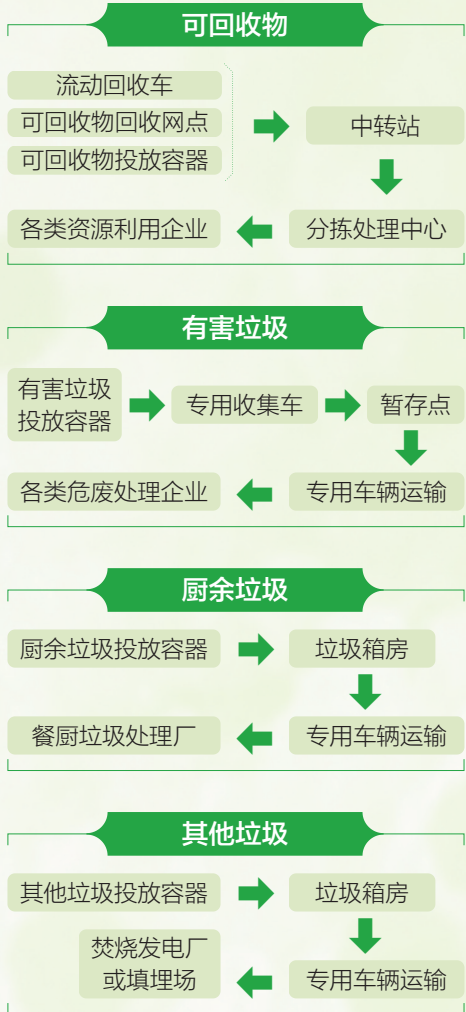 可回收物
流动回收车
可回收物回收网点
可回收物投放容器
中转站
分拣处理中心
各类资源利用企业
有害垃圾
有害垃圾
投放容器
专用收集车
暂存点
专用车辆运输
各类危废处理企业
厨余垃圾
厨余垃圾投放容器
垃圾箱房
专用车辆运输
餐厨垃圾处理厂
其他垃圾
其他垃圾投放容器
垃圾箱房
专用车辆运输
焚烧发电厂
或填埋场